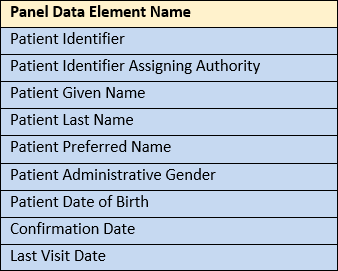 Panel Data Element Name
Patient Identifier
Patient Identifier Assigning Authority
Patient Given Name
Patient Last Name
Patient Preferred Name
Patient Administrative Gender
Patient Date of Birth
Confirmation Date
Last Visit Date